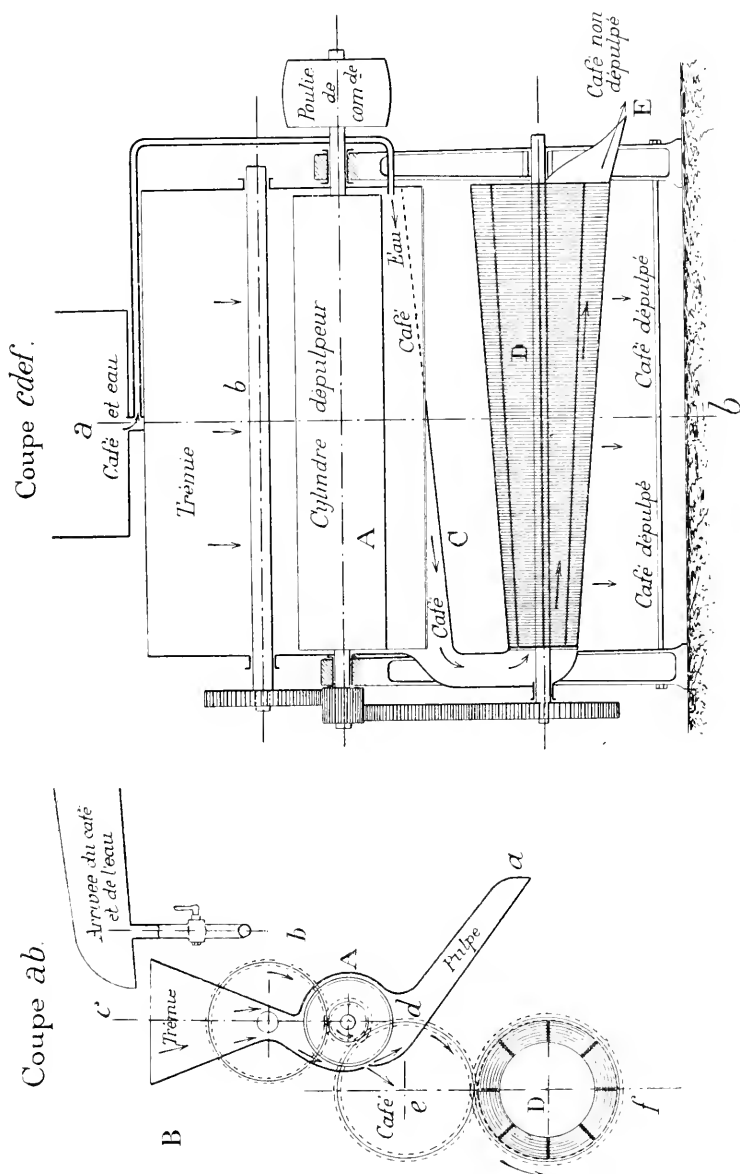 Coupe cdef.
a
Café et eau
Trémie
b
Poulie
de
com^de
Cylindre dépulpeur
A
Eau
Café
C
Café
D
Café non
dépulpé
E
Café dépulpé
Café dépulpé
b
Coupe ab.
Arrivée du café
et de l'eau
c
B
Trémie
b
A
d
Pulpe
a
Café
e
D
f